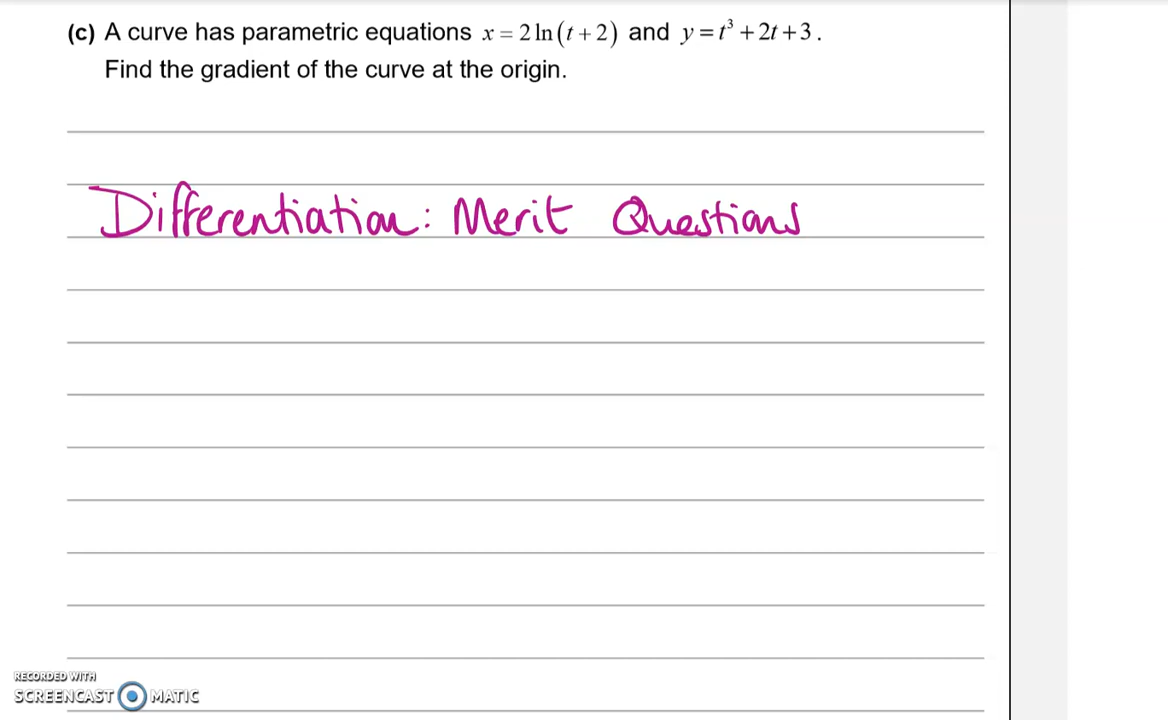 (c) A curve has parametric equations x = 2 ln(t + 2) and y = t³ + 2t + 3.
Find the gradient of the curve at the origin.
Differentiation: Merit Questions
RECORDED WITH
SCREENCAST MATIC